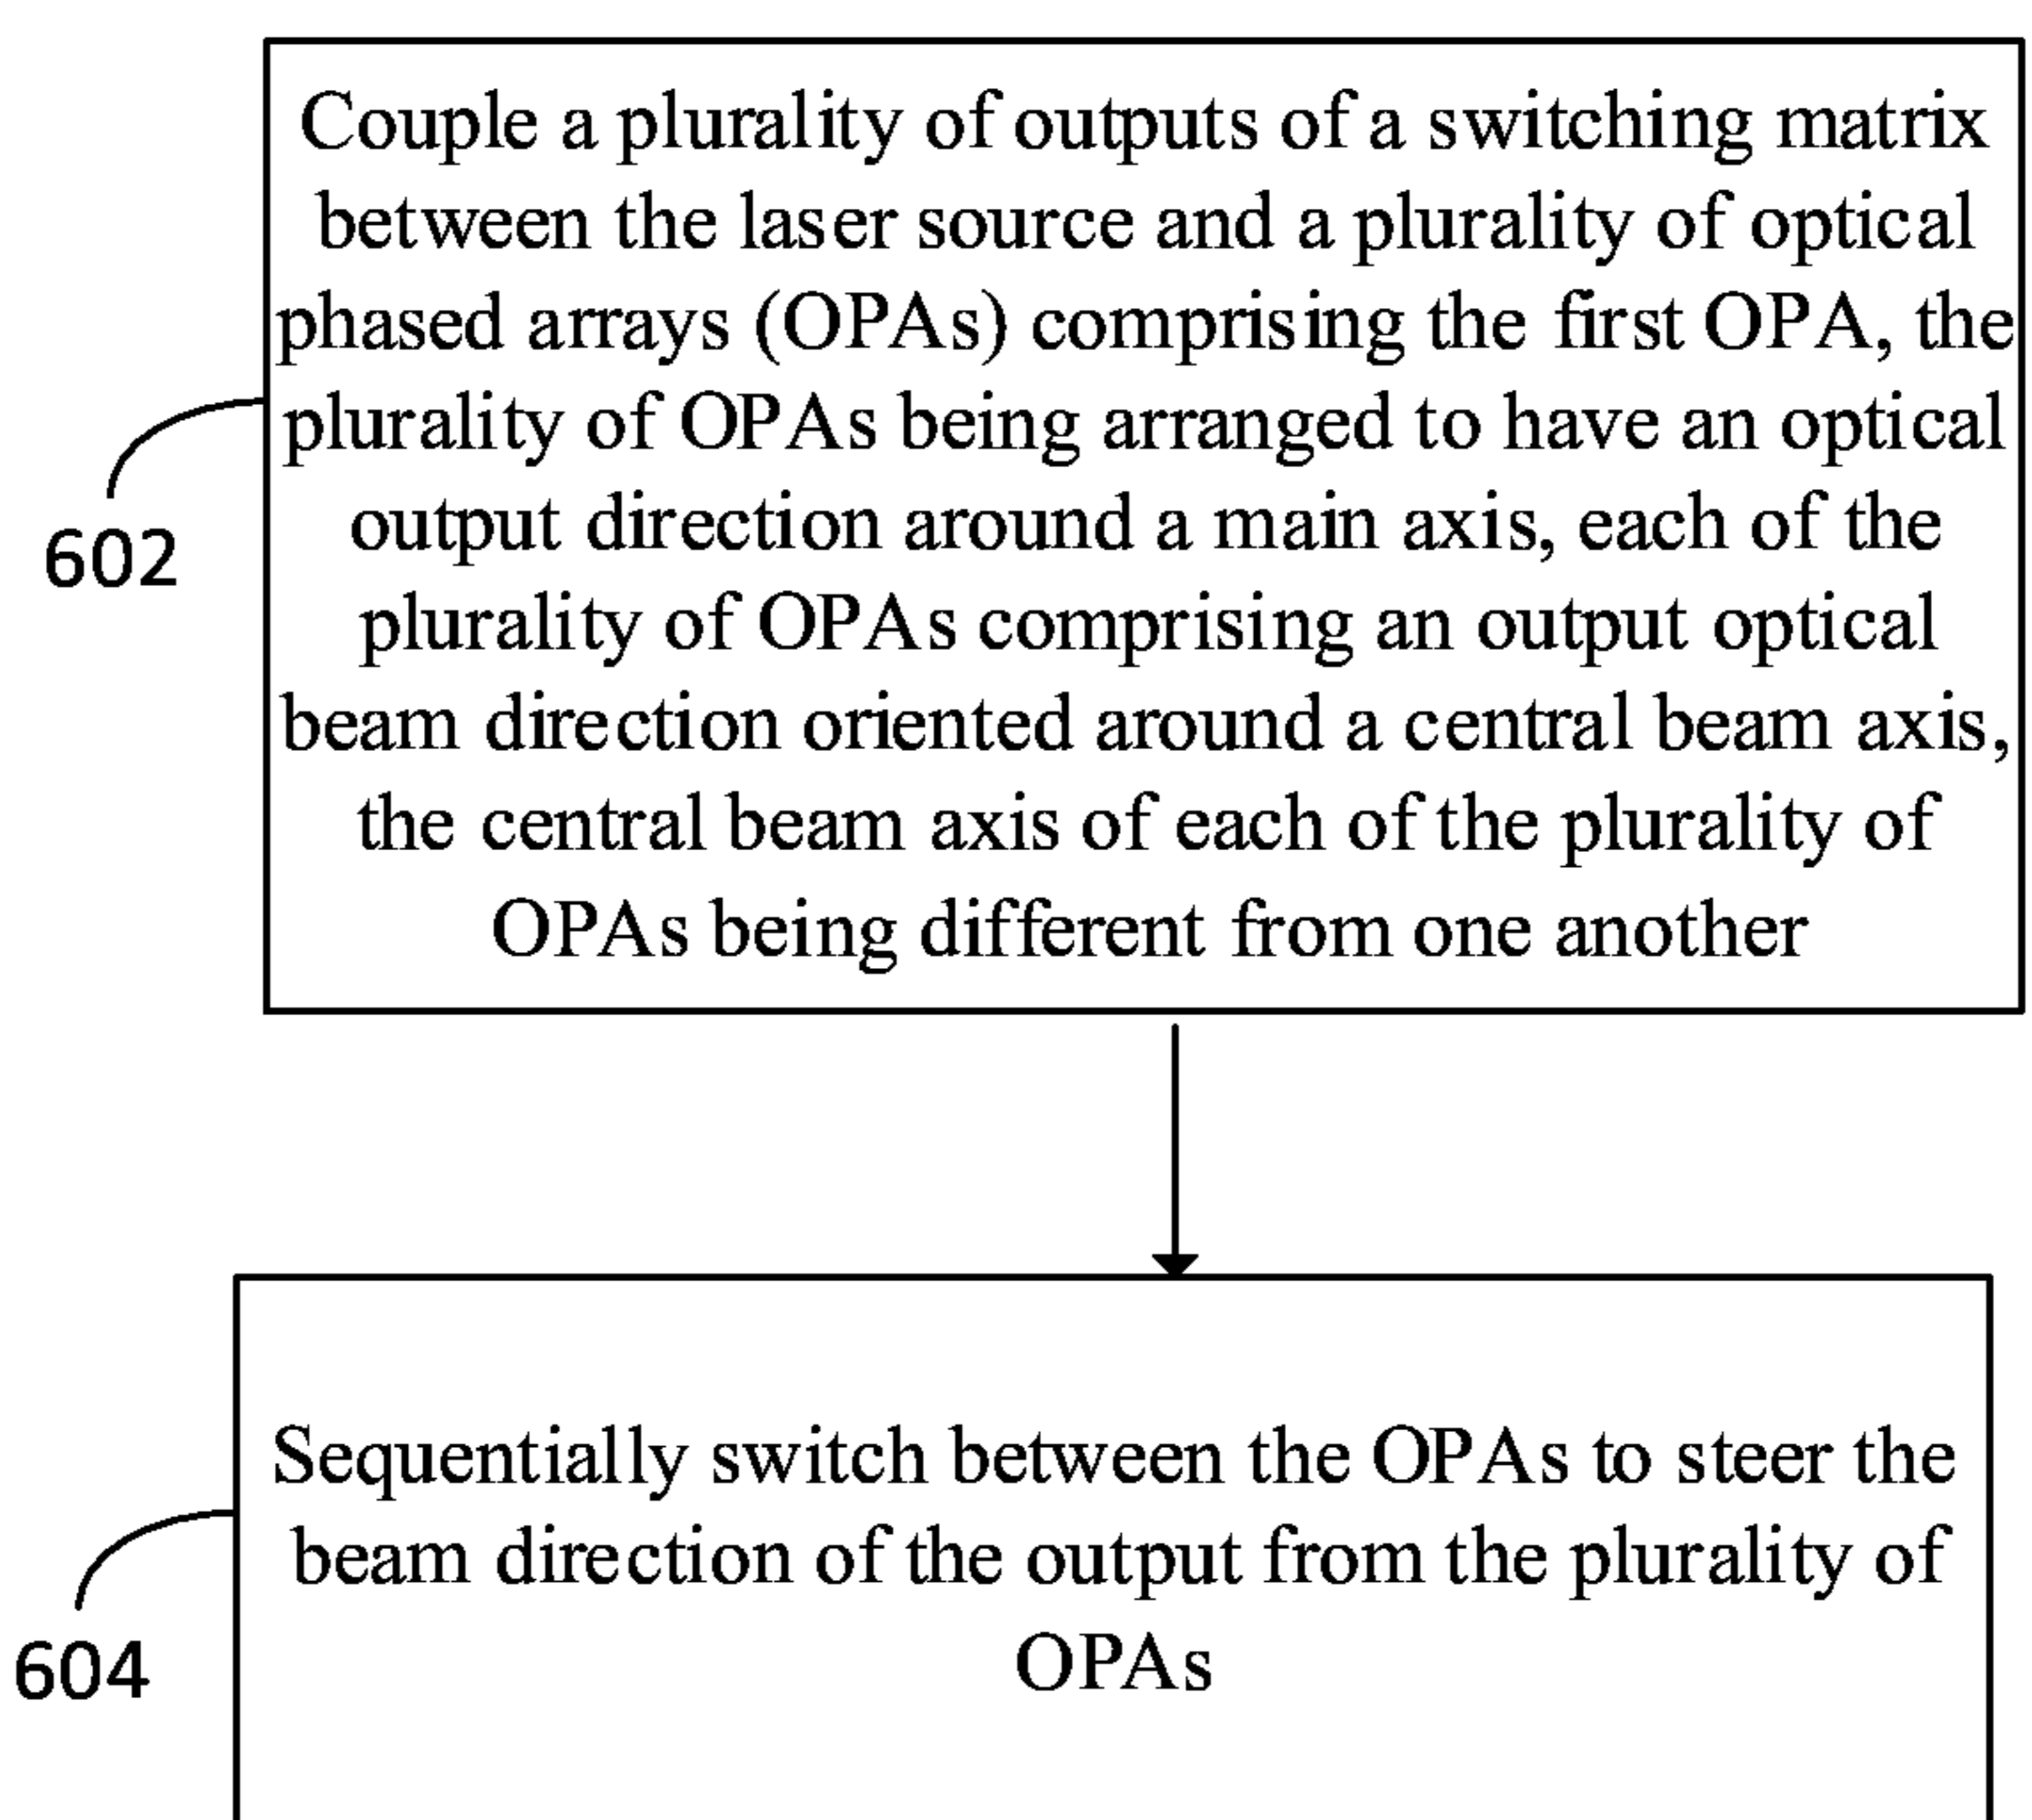 Couple a plurality of outputs of a switching matrix
between the laser source and a plurality of optical
phased arrays (OPAs) comprising the first OPA, the
plurality of OPAs being arranged to have an optical
output direction around a main axis, each of the
plurality of OPAs comprising an output optical
beam direction oriented around a central beam axis,
the central beam axis of each of the plurality of
OPAs being different from one another
602
Sequentially switch between the OPAs to steer the
beam direction of the output from the plurality of
OPAs
604